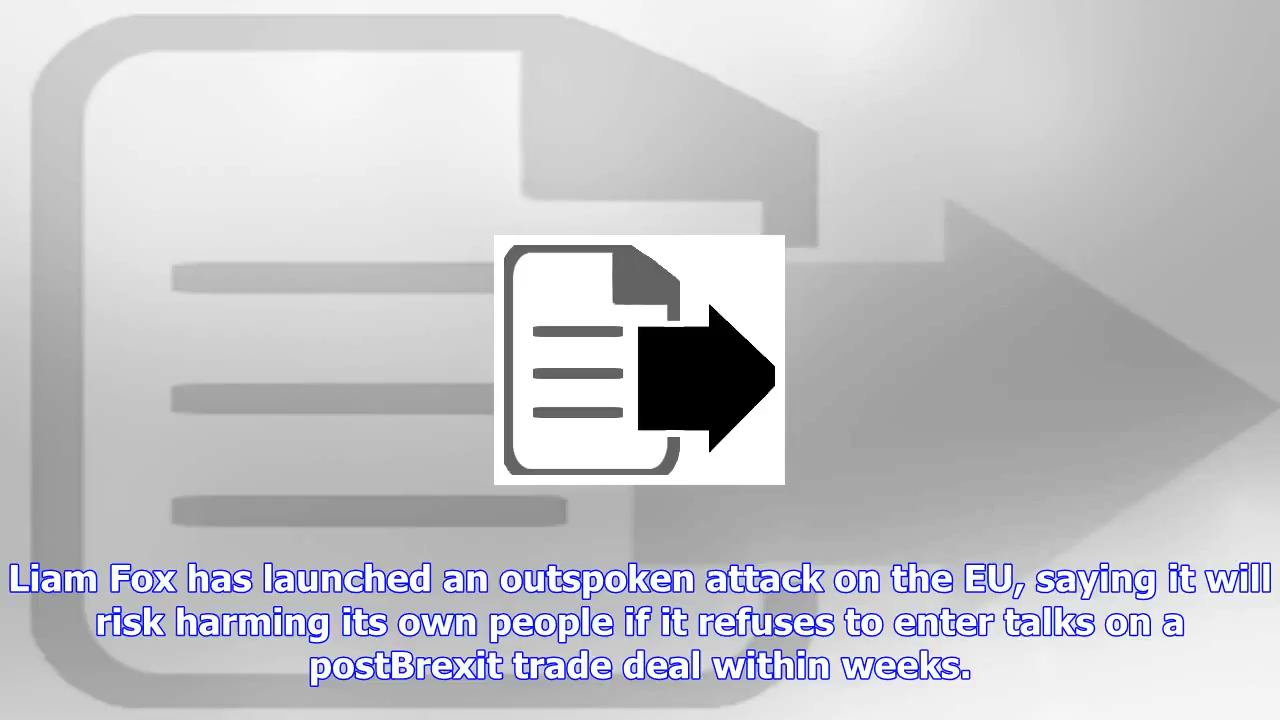 Liam Fox has launched an outspoken attack on the EU, saying it will
risk harming its own people if it refuses to enter talks on a
postBrexit trade deal within weeks.